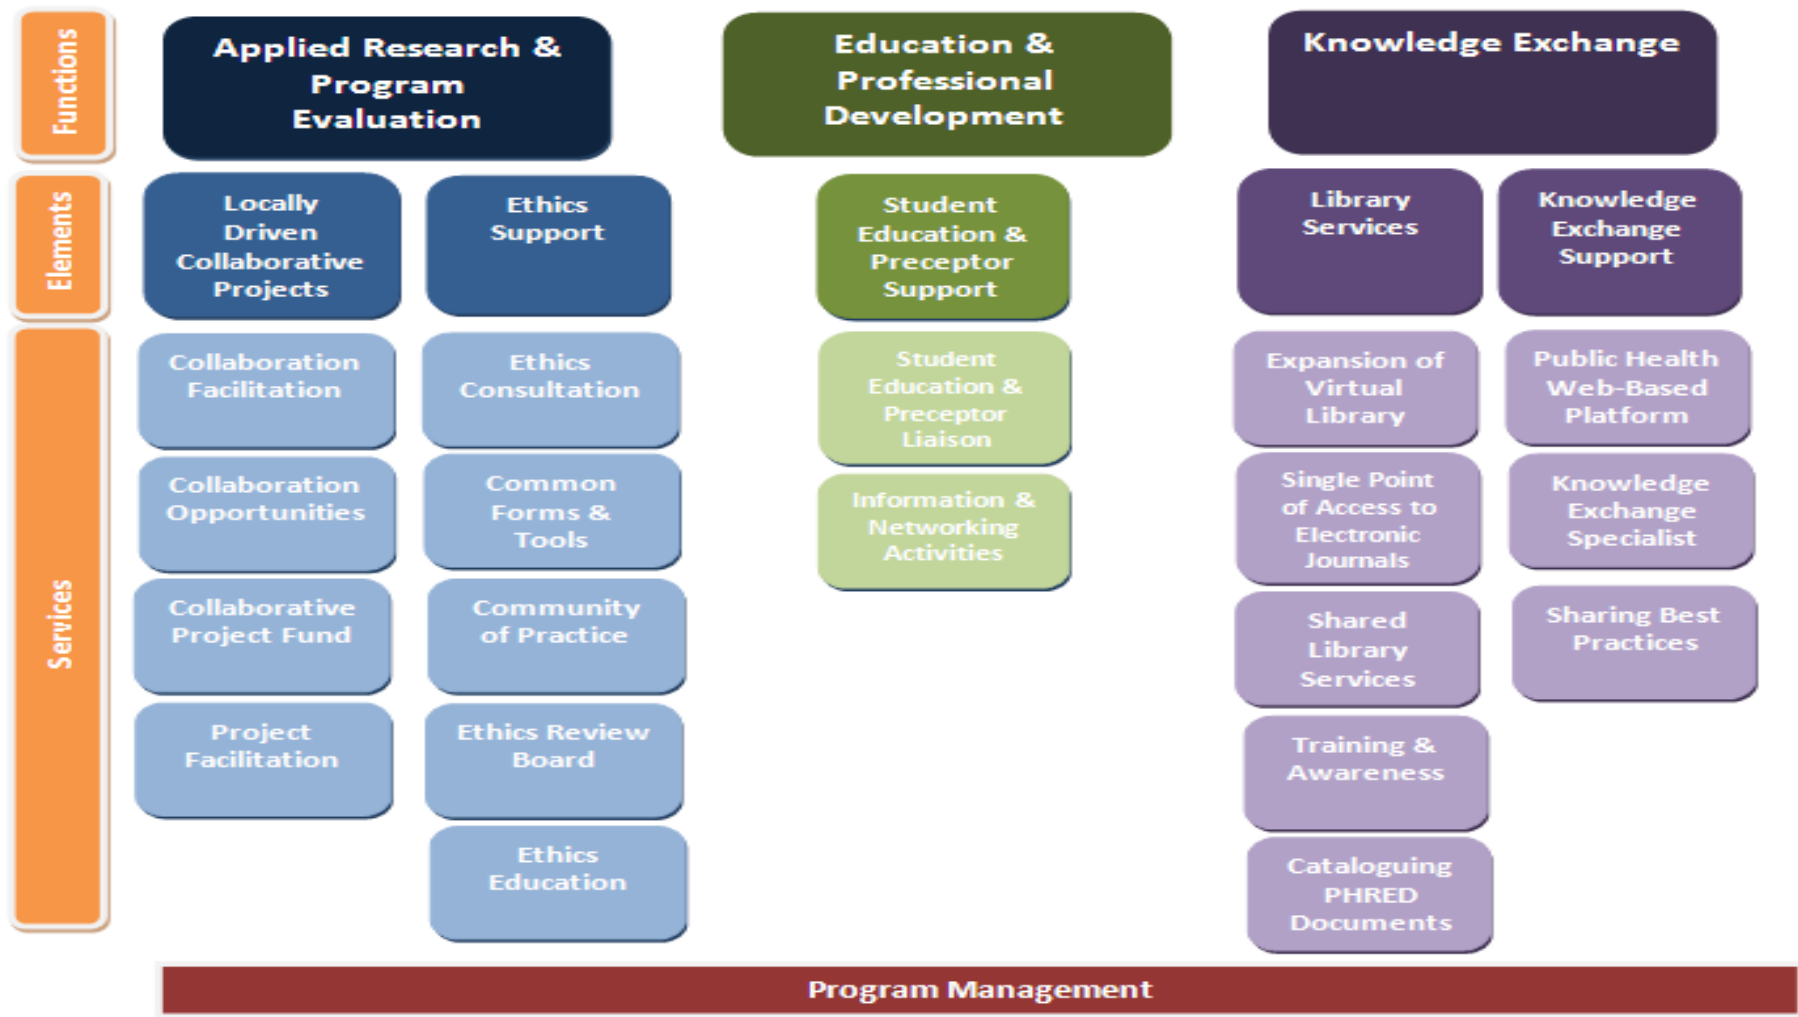 Functions
Applied Research &
Program
Evaluation
Education &
Professional
Development
Knowledge Exchange
Elements
Locally
Driven
Collaborative
Projects
Ethics
Support
Student
Education &
Preceptor
Support
Library
Services
Knowledge
Exchange
Support
Services
Collaboration
Facilitation
Collaboration
Opportunities
Collaborative
Project Fund
Project
Facilitation
Ethics
Consultation
Common
Forms &
Tools
Community
of Practice
Ethics Review
Board
Ethics
Education
Student
Education &
Preceptor
Liaison
Information &
Networking
Activities
Expansion of
Virtual
Library
Single Point
of Access to
Electronic
Journals
Shared
Library
Services
Training &
Awareness
Cataloguing
PHRED
Documents
Public Health
Web-Based
Platform
Knowledge
Exchange
Specialist
Sharing Best
Practices
Program Management